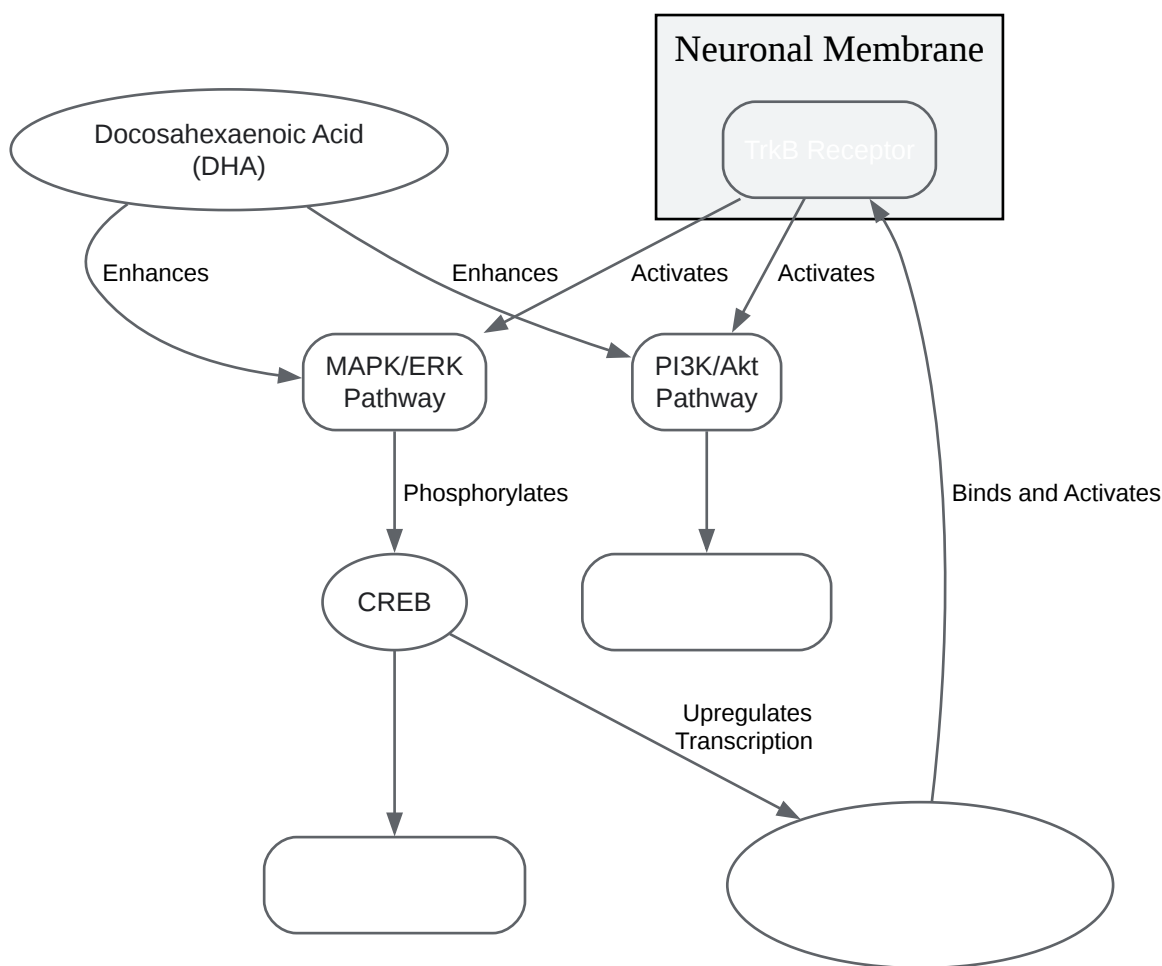 Neuronal Membrane
TrkB Receptor
Docosahexaenoic Acid
(DHA)
Enhances
Enhances
Activates
Activates
MAPK/ERK
Pathway
PI3K/Akt
Pathway
Phosphorylates
Binds and Activates
CREB
Upregulates
Transcription